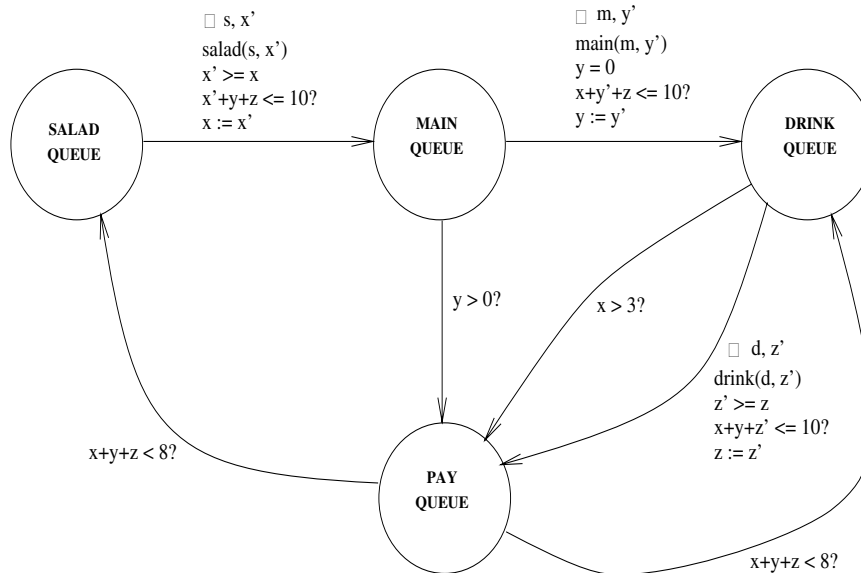 □ s, x’
salad(s, x’)
x’ >= x
x’+y+z <= 10?
x := x’
□ m, y’
main(m, y’)
y = 0
x+y’+z <= 10?
y := y’
SALAD
QUEUE
MAIN
QUEUE
DRINK
QUEUE
y > 0?
x > 3?
□ d, z’
drink(d, z’)
z’ >= z
x+y+z’ <= 10?
z := z’
x+y+z < 8?
PAY
QUEUE
x+y+z < 8?